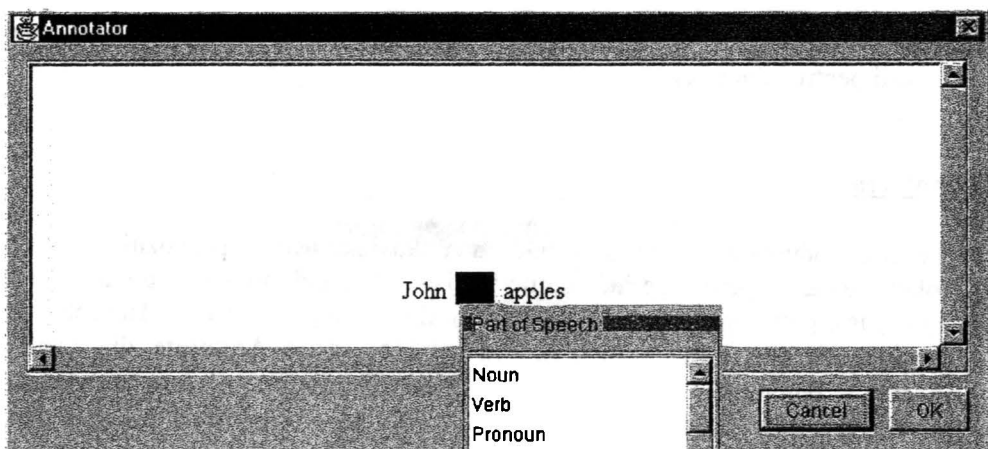 Annotator
John apples
Part of Speech
Noun
Verb
Pronoun
Cancel OK